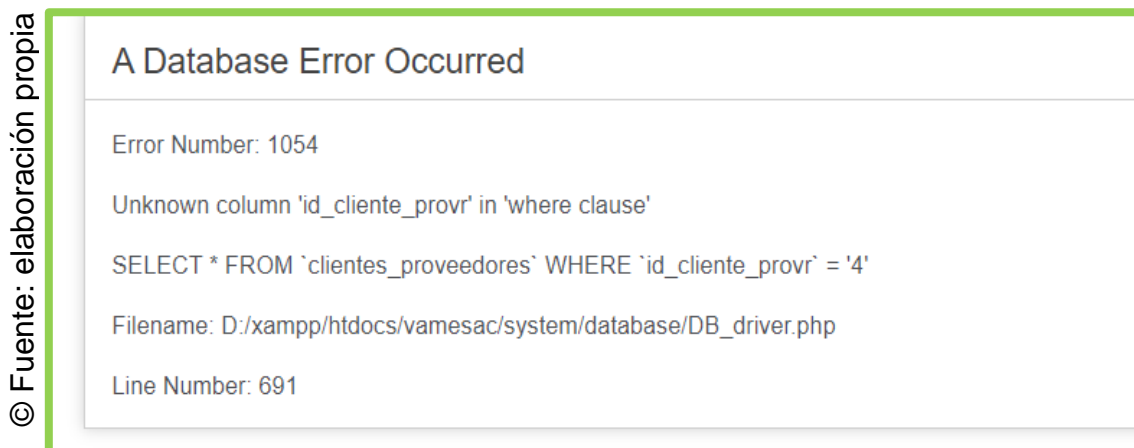 © Fuente: elaboración propia
A Database Error Occurred
Error Number: 1054
Unknown column 'id_cliente_provr' in 'where clause'
SELECT * FROM `clientes_proveedores` WHERE `id_cliente_provr` = '4'
Filename: D:/xampp/htdocs/vamesac/system/database/DB_driver.php
Line Number: 691